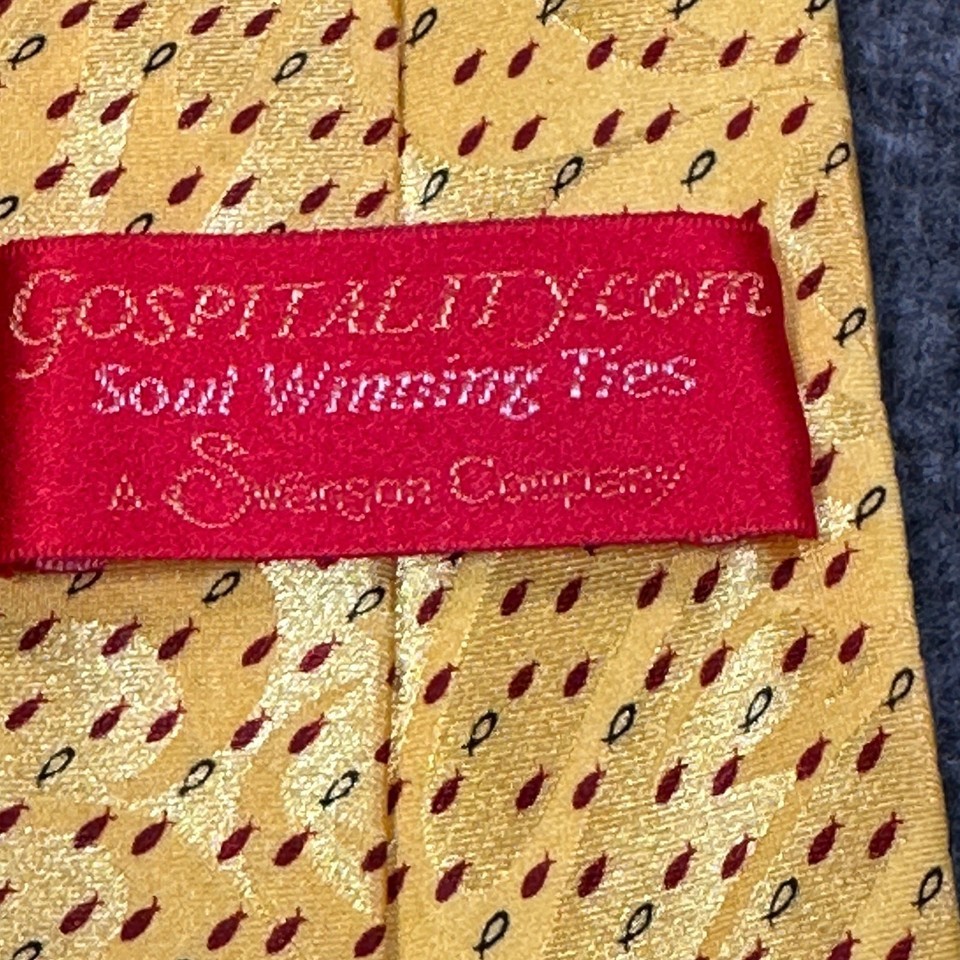 GOSPITALITY.com
Soul Winning Ties
A Swanson Company